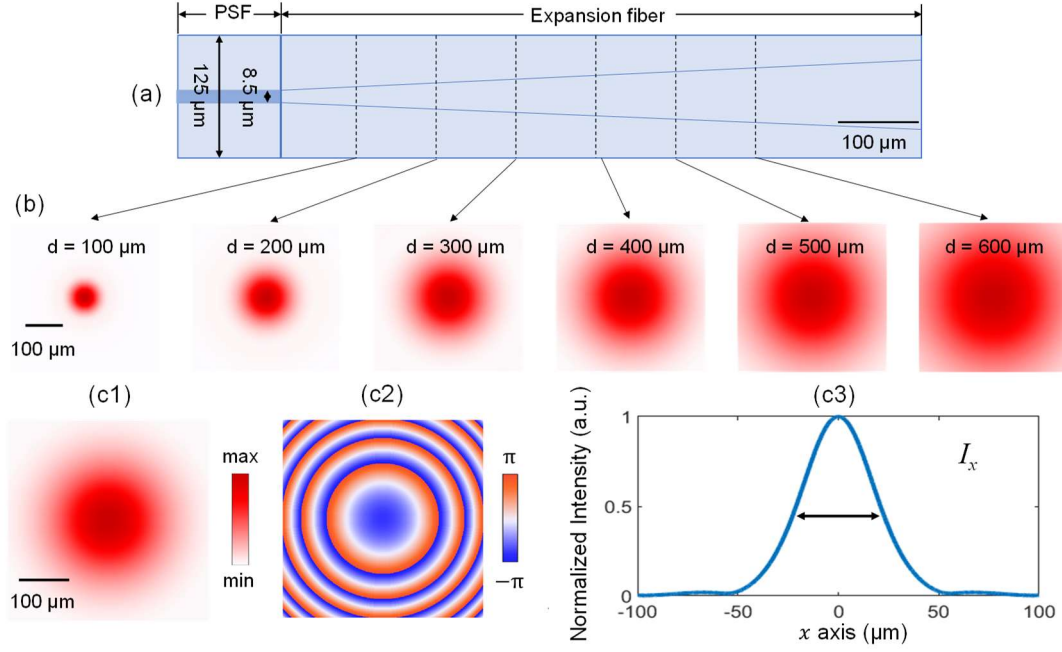 PSF
Expansion fiber
(a)
125 μm
8.5 μm
100 μm
(b)
d = 100 μm
d = 200 μm
d = 300 μm
d = 400 μm
d = 500 μm
d = 600 μm
100 μm
(c1)
(c2)
(c3)
max
min
100 μm
π
−π
Normalized Intensity (a.u.)
1
0.5
0
Ix
-100
-50
0
50
100
x axis (μm)